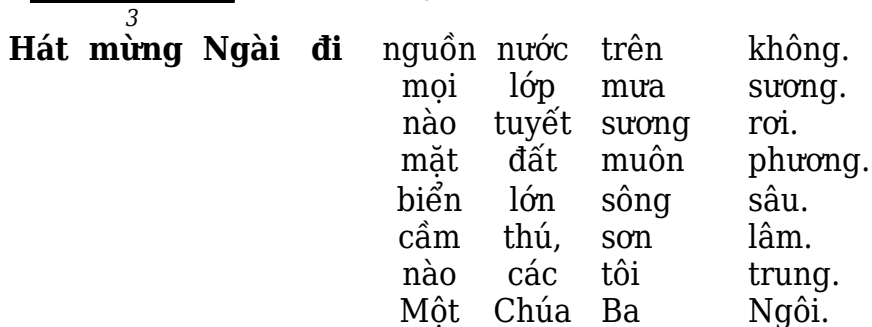 3
Hát mừng Ngài đi nguồn nước trên không.
mọi lớp mưa sương.
nào tuyết sương rơi.
mặt đất muôn phương.
biển lớn sông sâu.
cầm thú, sơn lâm.
nào các tôi trung.
Một Chúa Ba Ngôi.